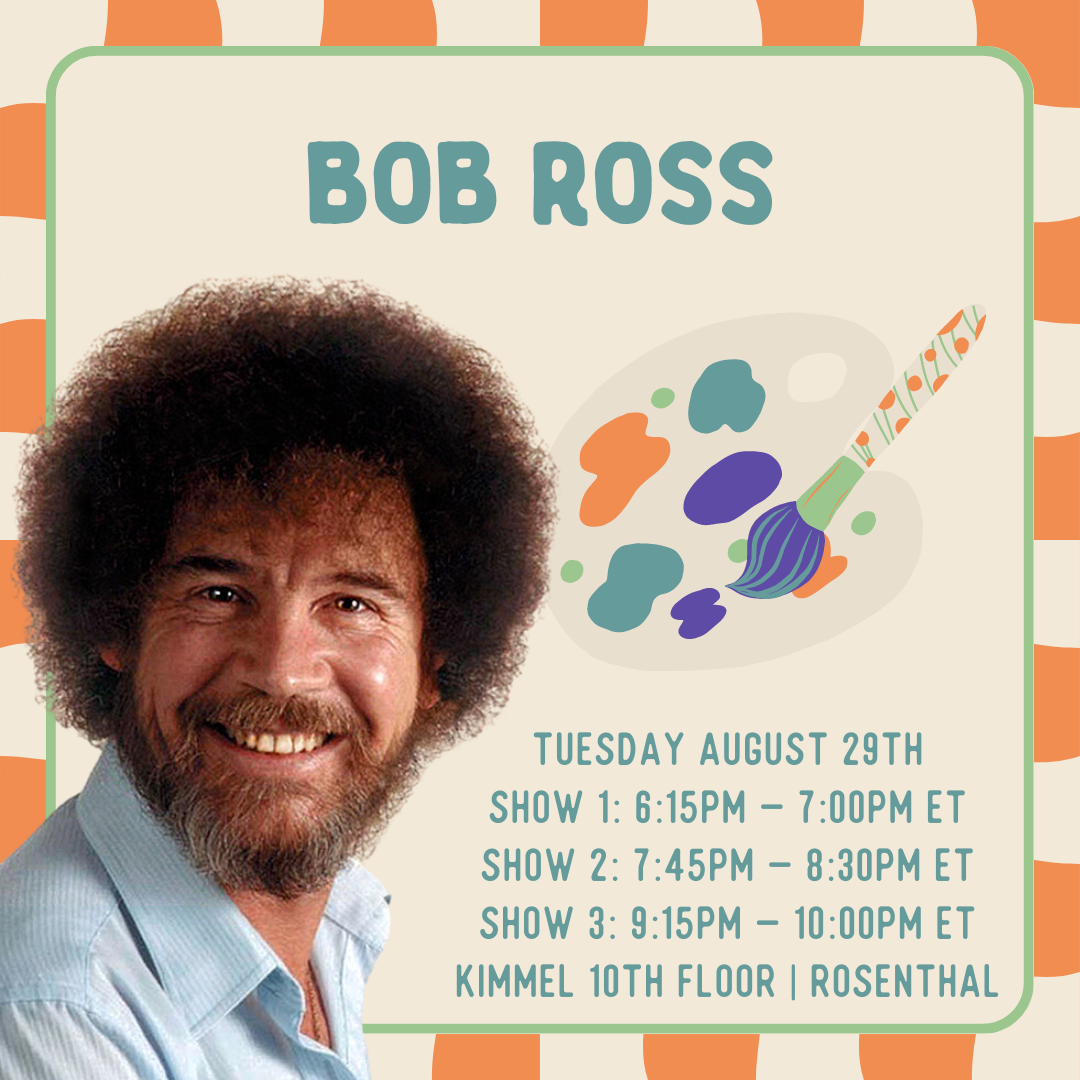 BOB ROSS
TUESDAY AUGUST 29TH
SHOW 1: 6:15PM – 7:00PM ET
SHOW 2: 7:45PM – 8:30PM ET
SHOW 3: 9:15PM – 10:00PM ET
KIMMEL 10TH FLOOR | ROSENTHAL